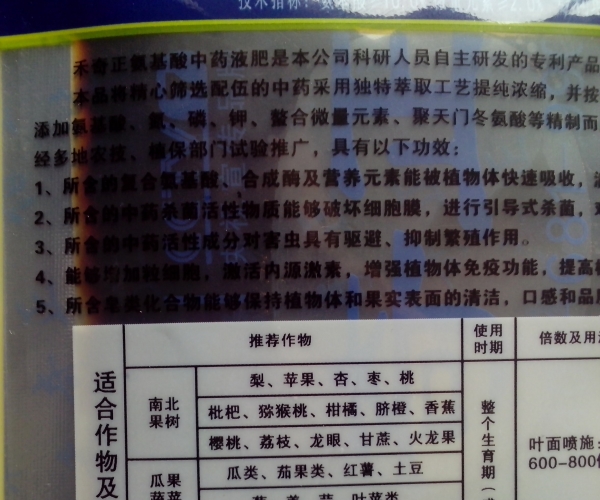 技术指标：氨基酸
禾奇正氨基酸中药液肥是本公司科研人员自主研发的专利产品
本品将精心筛选配伍的中药采用独特萃取工艺提纯浓缩，并按
添加氨基酸、氮、磷、钾、螯合微量元素、聚天门冬氨酸等精制而
经多地农技、植保部门试验推广，具有以下功效：
1、所含的复合氨基酸、合成酶及营养元素能被植物体快速吸收，
2、所含的中药杀菌活性物质能够破坏细胞膜，进行引导式杀菌，
3、所含的中药活性成分对害虫具有驱避、抑制繁殖作用。
4、能够均加粒细胞，激活内源激素，增强植物体免疫功能，提高
5、所含皂类化合物能够保持植物体和果实表面的清洁，口感和品
适合作物及
推荐作物
使用时期
倍数及用
南北果树
梨、苹果、杏、枣、桃
枇杷、猕猴桃、柑橘、脐橙、香蕉
樱桃、荔枝、龙眼、甘蔗、火龙果
整个生育期
叶面喷施：
600-800
瓜果蔬菜
瓜类、茄果类、红薯、土豆
叶菜类